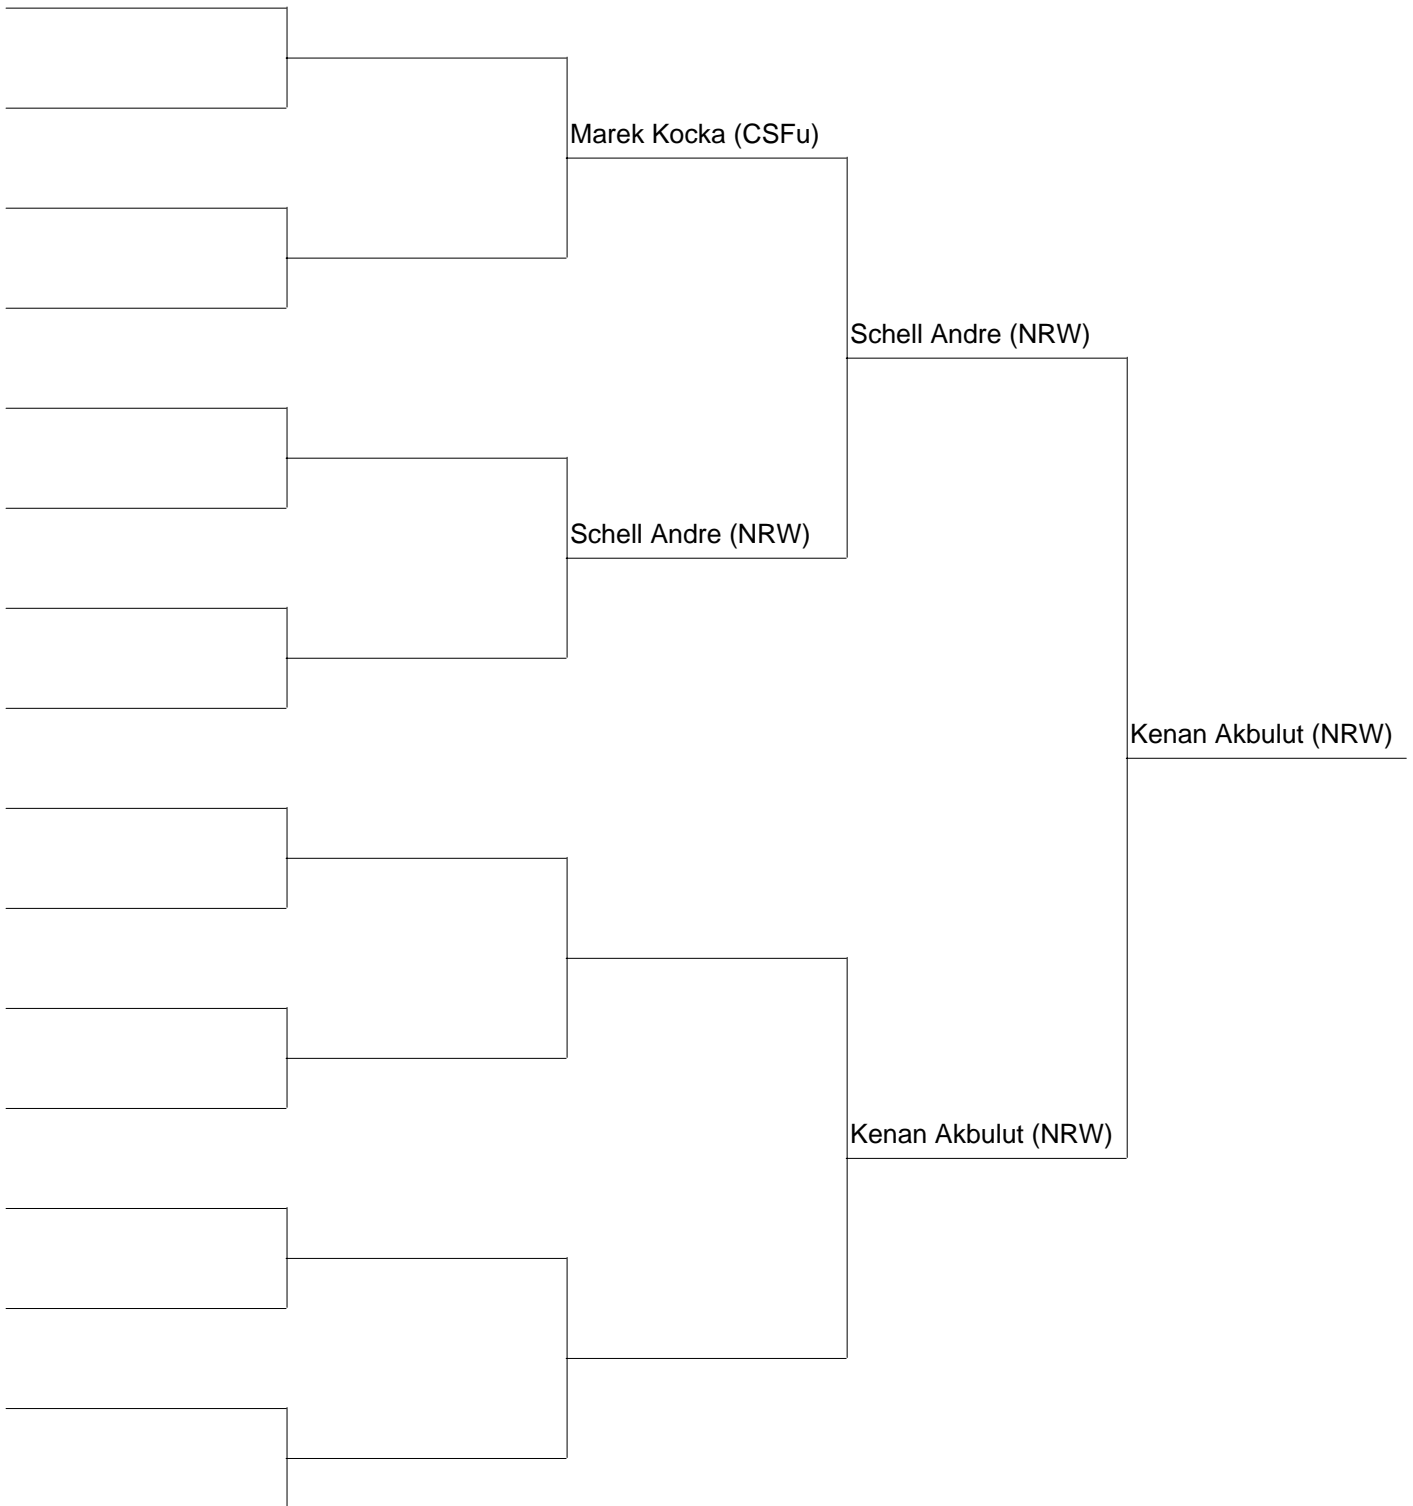 Marek Kocka (CSFu)
Schell Andre (NRW)
Schell Andre (NRW)
Kenan Akbulut (NRW)
Kenan Akbulut (NRW)